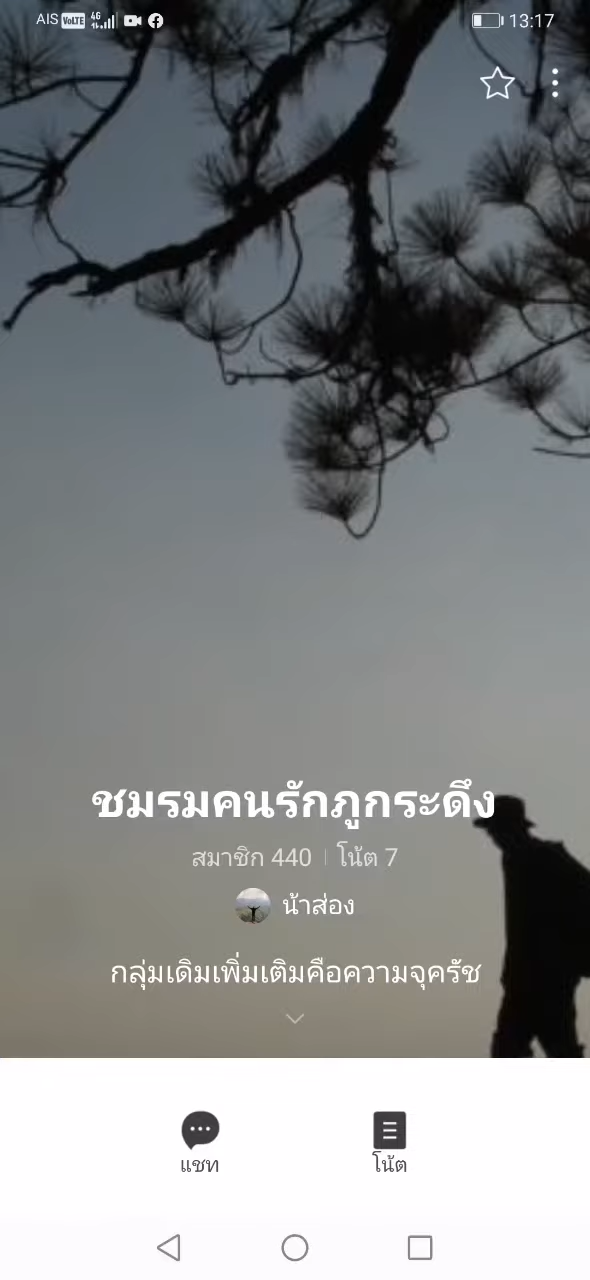 AIS VoLTE 4G 13:17
ชมรมคนรักภูกระดึง
สมาชิก 440 โน้ต 7
น้าส่อง
กลุ่มเดิมเพิ่มเติมคือความจุครัช
แชท โน้ต